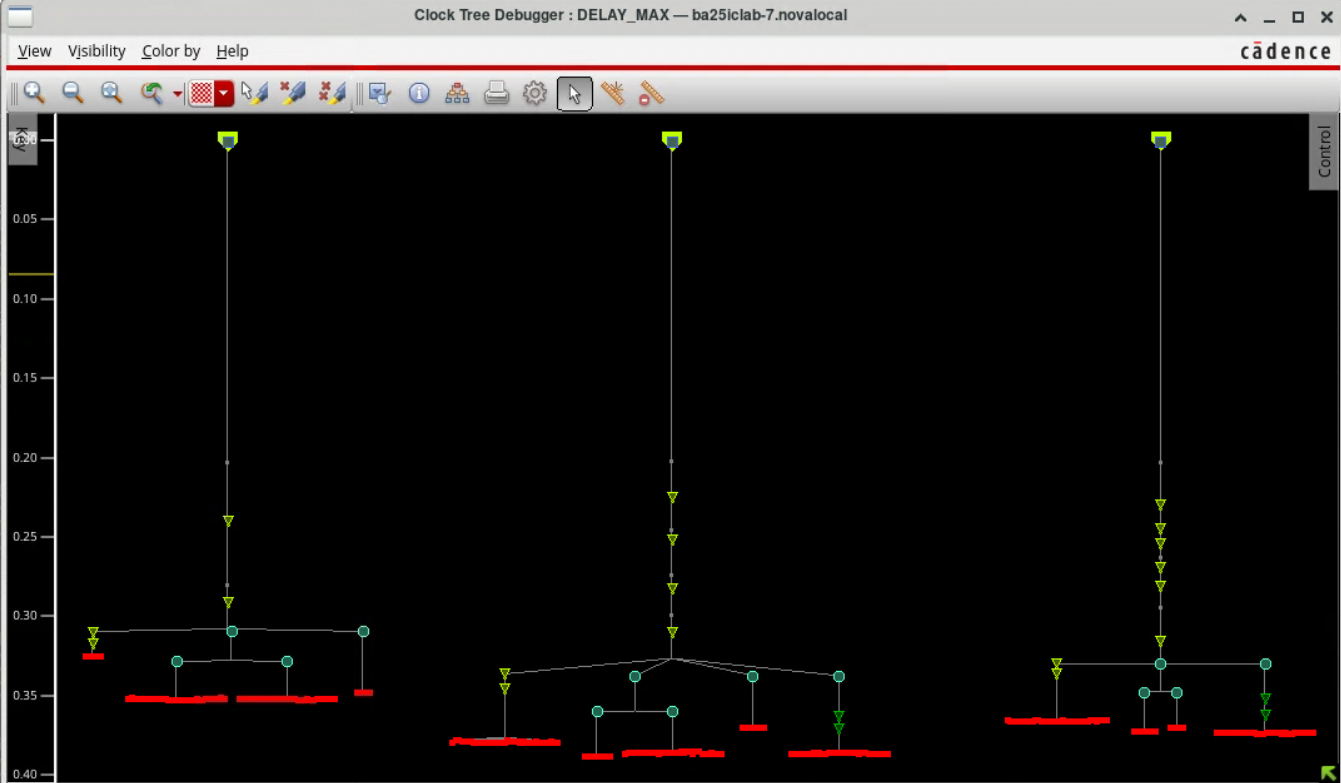 Clock Tree Debugger : DELAY_MAX — ba25iclab-7.novalocal
View Visibility Color by Help
cādence
Key
Control
0.05
0.10
0.15
0.20
0.25
0.30
0.35
0.40